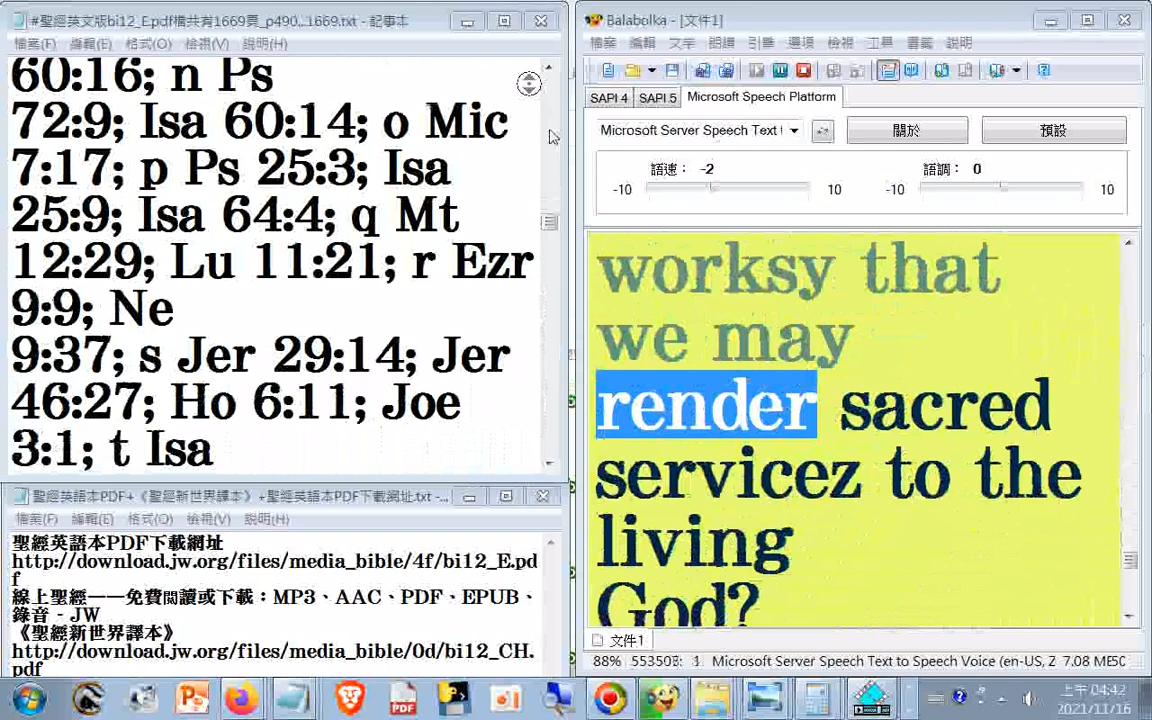 #聖經英文版bi12_E.pdf檔共有1669頁_p490,..1669.txt - 記事本
檔案(F) 編輯(E) 格式(O) 檢視(V) 說明(H)
60:16; n Ps
72:9; Isa 60:14; o Mic
7:17; p Ps 25:3; Isa
25:9; Isa 64:4; q Mt
12:29; Lu 11:21; r Ezr
9:9; Ne
9:37; s Jer 29:14; Jer
46:27; Ho 6:11; Joe
3:1; t Isa
聖經英語本PDF+《聖經新世界譯本》+聖經英語本PDF下載網址.txt -...
檔案(F) 編輯(E) 格式(O) 檢視(V) 說明(H)
聖經英語本PDF下載網址
http://download.jw.org/files/media_bible/4f/bi12_E.pd
f
線上聖經——免費閱讀或下載：MP3、AAC、PDF、EPUB、
錄音 - JW
《聖經新世界譯本》
http://download.jw.org/files/media_bible/0d/bi12_CH.
pdf
Balabolka - [文件1]
檔案 編輯 文字 閱讀 引擎 選項 檢視 工具 書籤 說明
SAPI 4 SAPI 5 Microsoft Speech Platform
Microsoft Server Speech Text 關於 預設
語速： -2 語調： 0
-10 10 -10 10
worksy that
we may
render sacred
servicez to the
living
God?
文件1
88% 1 Microsoft Server Speech Text to Speech Voice (en-US, Z
上午 04:42
2021/11/16